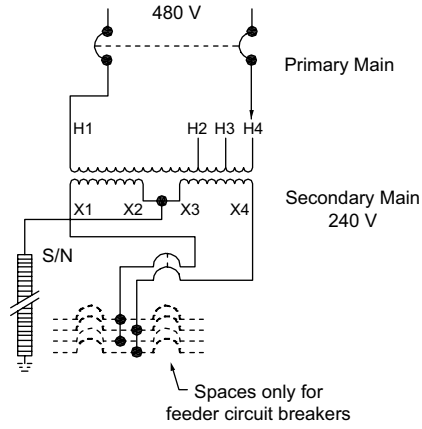 480 V
Primary Main
H1
H2 H3 H4
X1 X2 X3 X4
Secondary Main
240 V
S/N
Spaces only for
feeder circuit breakers